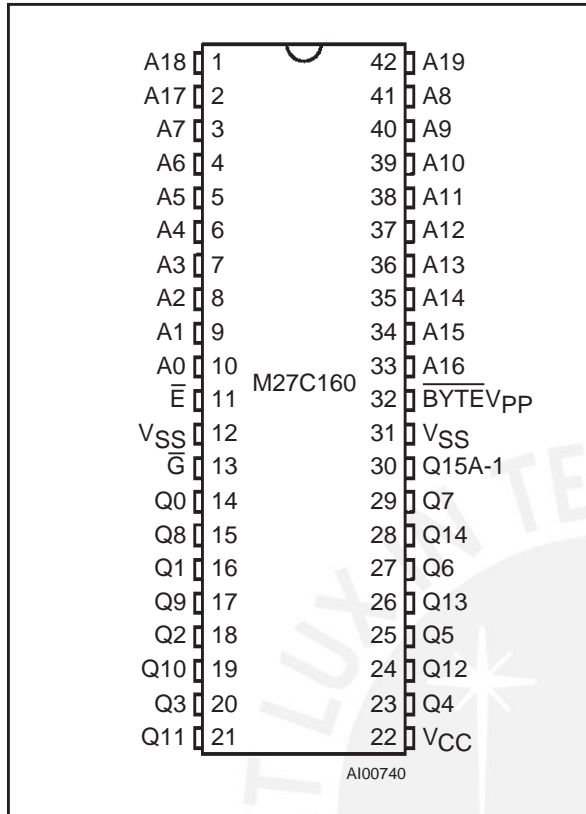 A18 1 42 A19
A17 2 41 A8
A7 3 40 A9
A6 4 39 A10
A5 5 38 A11
A4 6 37 A12
A3 7 36 A13
A2 8 35 A14
A1 9 34 A15
A0 10 33 A16
M27C160
E̅ 11 32 B̅Y̅T̅E̅VPP
VSS 12 31 VSS
G̅ 13 30 Q15A-1
Q0 14 29 Q7
Q8 15 28 Q14
Q1 16 27 Q6
Q9 17 26 Q13
Q2 18 25 Q5
Q10 19 24 Q12
Q3 20 23 Q4
Q11 21 22 VCC
AI00740
T LUX IN TE